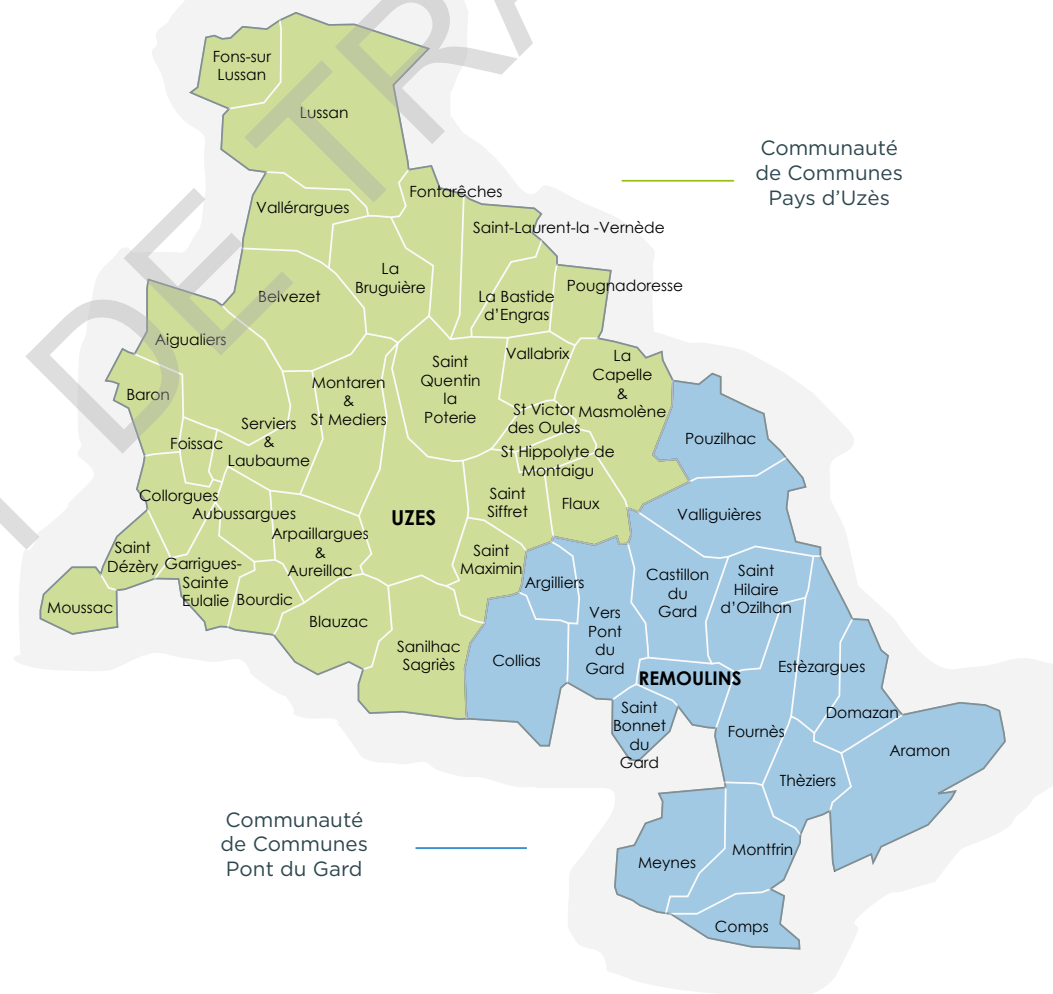 DE TRA
Fons-sur
Lussan
Lussan
Communauté
de Communes
Pays d'Uzès
Fontarêches
Vallérargues
Saint-Laurent-la -Vernède
La
Bruguière
Belvezet
Pougnadoresse
La Bastide
d'Engras
Aigualiers
Vallabrix
La
Capelle
&
Masmolène
Saint
Quentin
la
Poterie
Montaren
&
St Mediers
Baron
St Victor
des Oules
Serviers
&
Laubaume
Foissac
Pouzilhac
St Hippolyte de
Montaigu
Collorgues
Saint
Siffret
Flaux
Aubussargues
UZES
Valliguières
Arpaillargues
&
Aureillac
Saint
Dézèry
Saint
Maximin
Garrigues-
Sainte
Eulalie
Argilliers
Castillon
du
Gard
Saint
Hilaire
d'Ozilhan
Moussac
Bourdic
Blauzac
Vers
Pont
du
Gard
Sanilhac
Sagriès
Collias
Estèzargues
REMOULINS
Saint
Bonnet
du
Gard
Domazan
Fournès
Aramon
Thèziers
Communauté
de Communes
Pont du Gard
Meynes
Montfrin
Comps